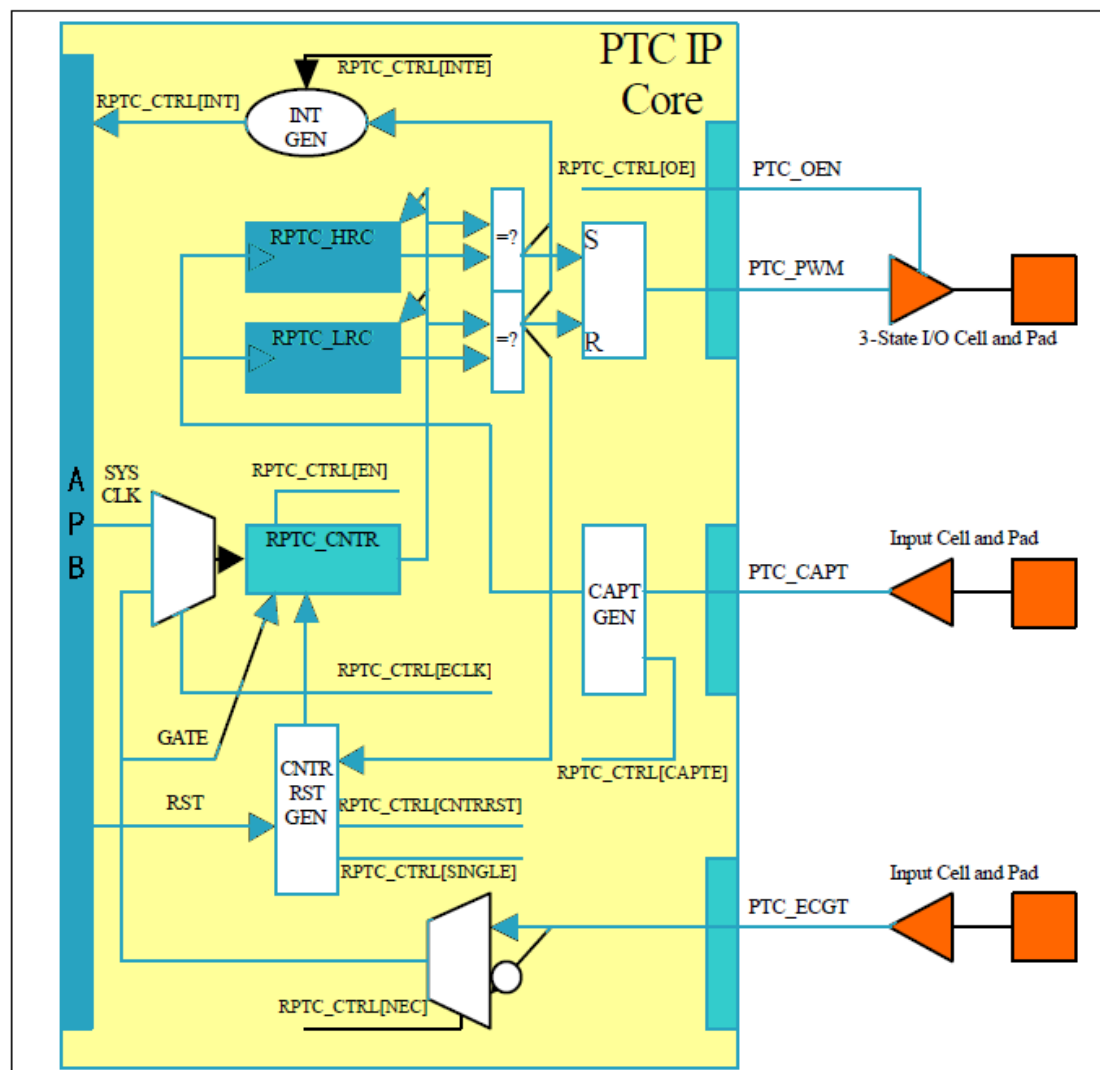 PTC IP
Core
RPTC_CTRL[INTE]
RPTC_CTRL[INT]
INT
GEN
RPTC_CTRL[OE]
PTC_OEN
RPTC_HRC
=?
S
PTC_PWM
RPTC_LRC
=?
R
3-State I/O Cell and Pad
A
P
B
SYS
CLK
RPTC_CTRL[EN]
RPTC_CNTR
Input Cell and Pad
PTC_CAPT
CAPT
GEN
RPTC_CTRL[ECLK]
GATE
CNTR
RST
GEN
RPTC_CTRL[CAPTE]
RST
RPTC_CTRL[CNTRRST]
RPTC_CTRL[SINGLE]
Input Cell and Pad
PTC_ECGT
RPTC_CTRL[NEC]